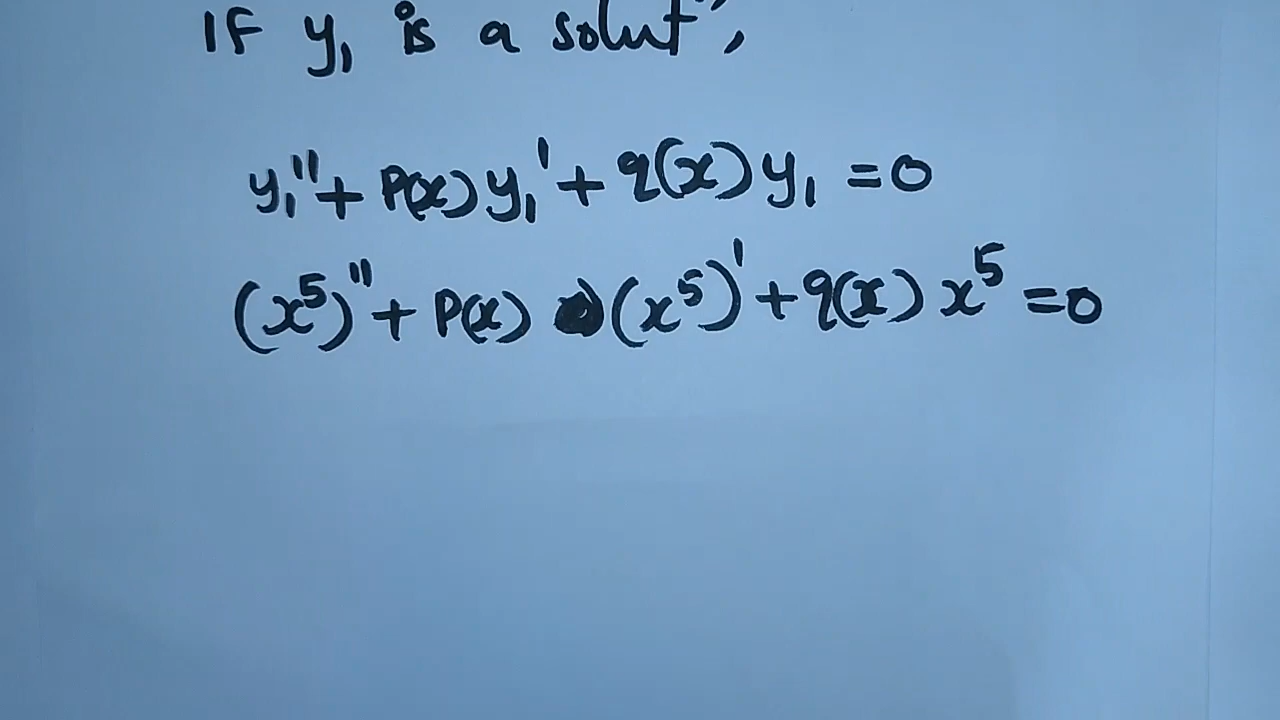 If y₁ is a solutⁿ,
y₁'' + P(x) y₁' + q(x) y₁ = 0
(x⁵)'' + P(x) (x⁵)' + q(x) x⁵ = 0